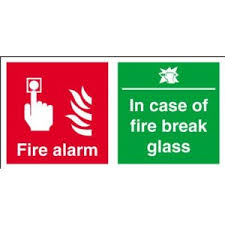 Fire alarm
In case of
fire break
glass